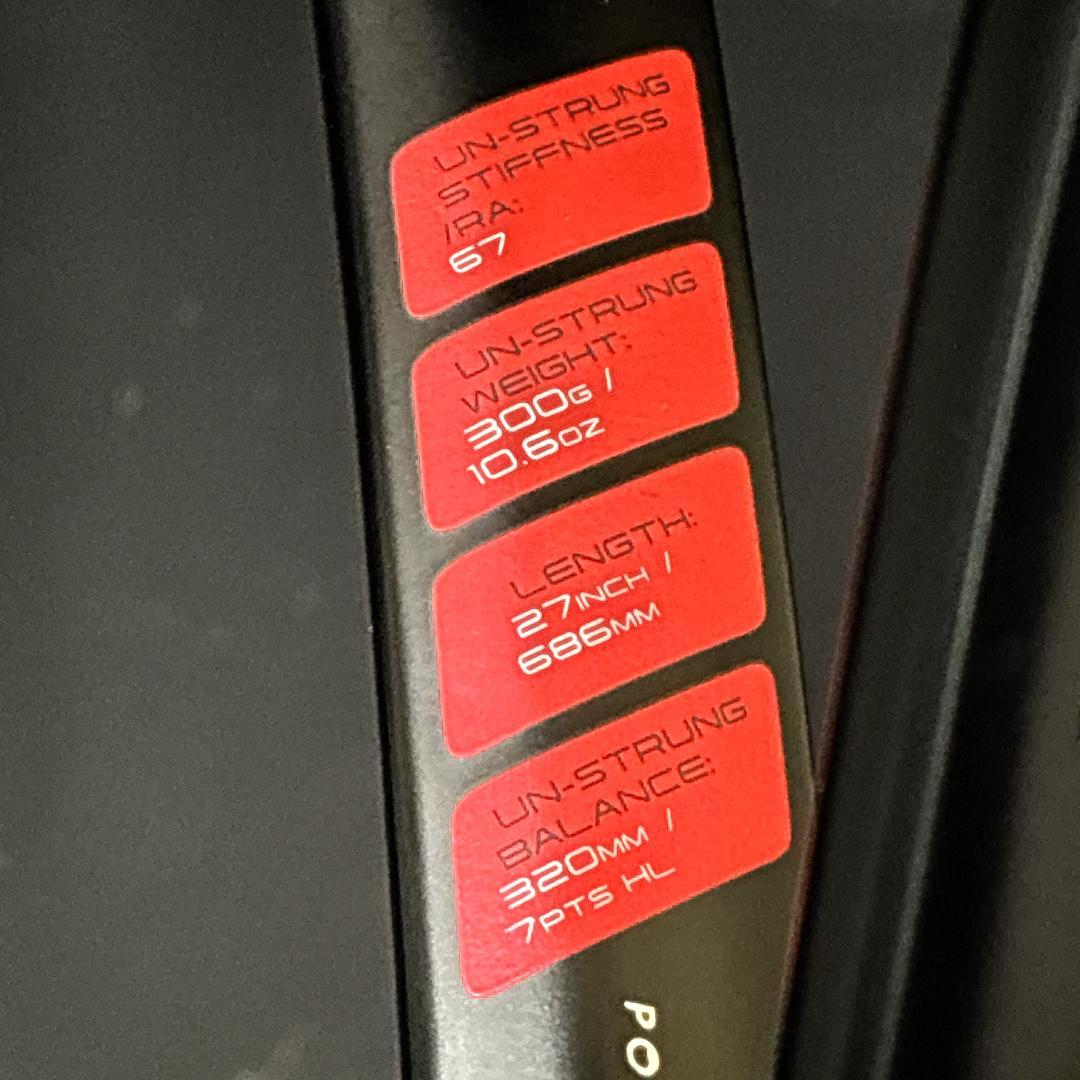 UN-STRUNG
STIFFNESS
/RA:
67
UN-STRUNG
WEIGHT:
300G /
10.6OZ
LENGTH:
27INCH /
686MM
UN-STRUNG
BALANCE:
320MM /
7PTS HL
PO